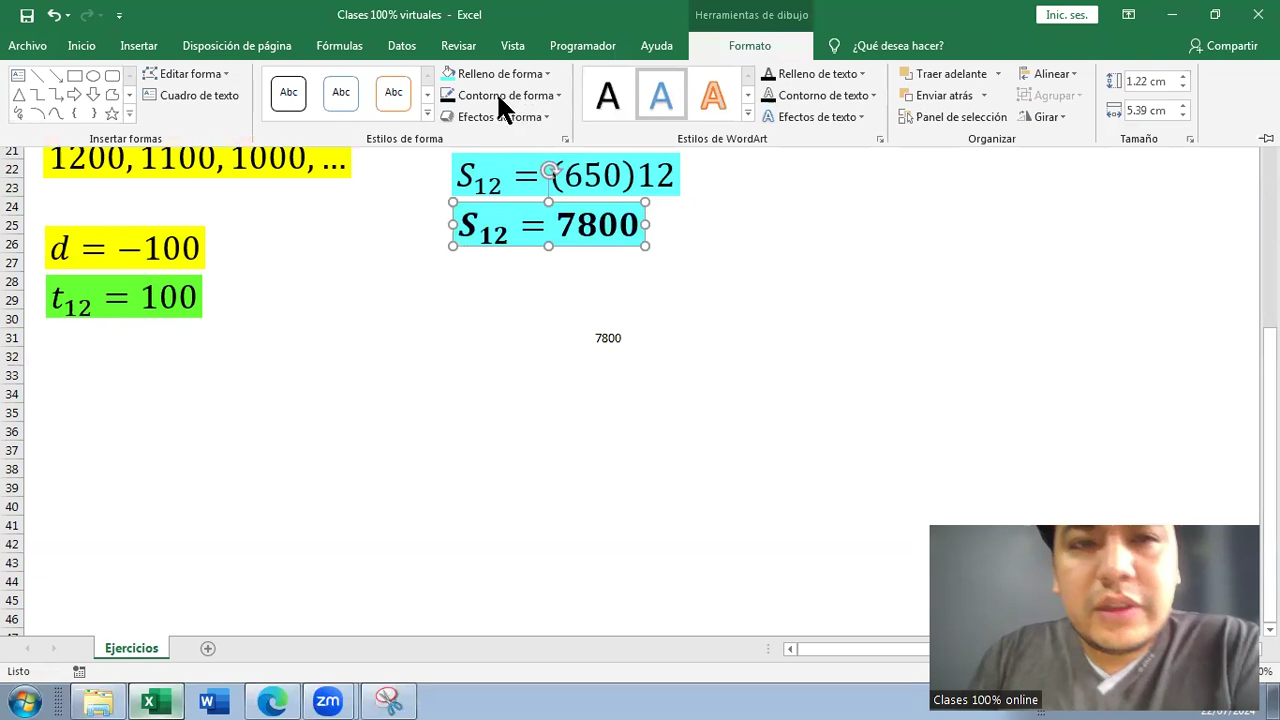 Clases 100% virtuales - Excel
Herramientas de dibujo
Inic. ses.
Archivo Inicio Insertar Disposición de página Fórmulas Datos Revisar Vista Programador Ayuda Formato ¿Qué desea hacer? Compartir
Editar forma
Cuadro de texto
Insertar formas
Abc Abc Abc
Relleno de forma
Contorno de forma
Efectos de forma
Estilos de forma
A A A
Relleno de texto
Contorno de texto
Efectos de texto
Estilos de WordArt
Traer adelante
Enviar atrás
Panel de selección
Alinear
Agrupar
Girar
Organizar
1.22 cm
5.39 cm
Tamaño
21
22
23
24
25
26
27
28
29
30
31
32
33
34
35
36
37
38
39
40
41
42
43
44
45
46
1200, 1100, 1000, ...
d = −100
t₁₂ = 100
S₁₂ = (650)12
S₁₂ = 7800
7800
Ejercicios
Listo
Clases 100% online
22/07/2024